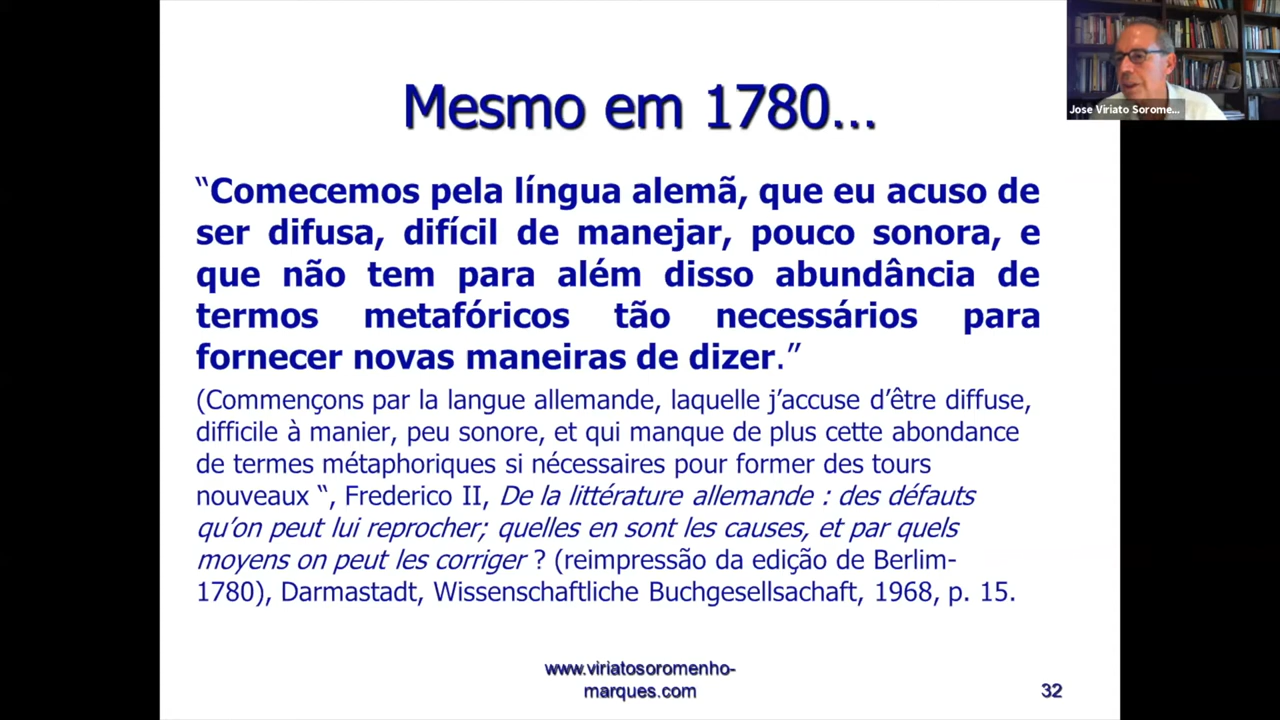 Mesmo em 1780...
“Comecemos pela língua alemã, que eu acuso de
ser difusa, difícil de manejar, pouco sonora, e
que não tem para além disso abundância de
termos metafóricos tão necessários para
fornecer novas maneiras de dizer.”
(Commençons par la langue allemande, laquelle j’accuse d’être diffuse,
difficile à manier, peu sonore, et qui manque de plus cette abondance
de termes métaphoriques si nécessaires pour former des tours
nouveaux “, Frederico II, De la littérature allemande : des défauts
qu’on peut lui reprocher; quelles en sont les causes, et par quels
moyens on peut les corriger ? (reimpressão da edição de Berlim-
1780), Darmastadt, Wissenschaftliche Buchgesellsachaft, 1968, p. 15.
www.viriatosoromenho-
marques.com
32
Jose Viriato Sorome...